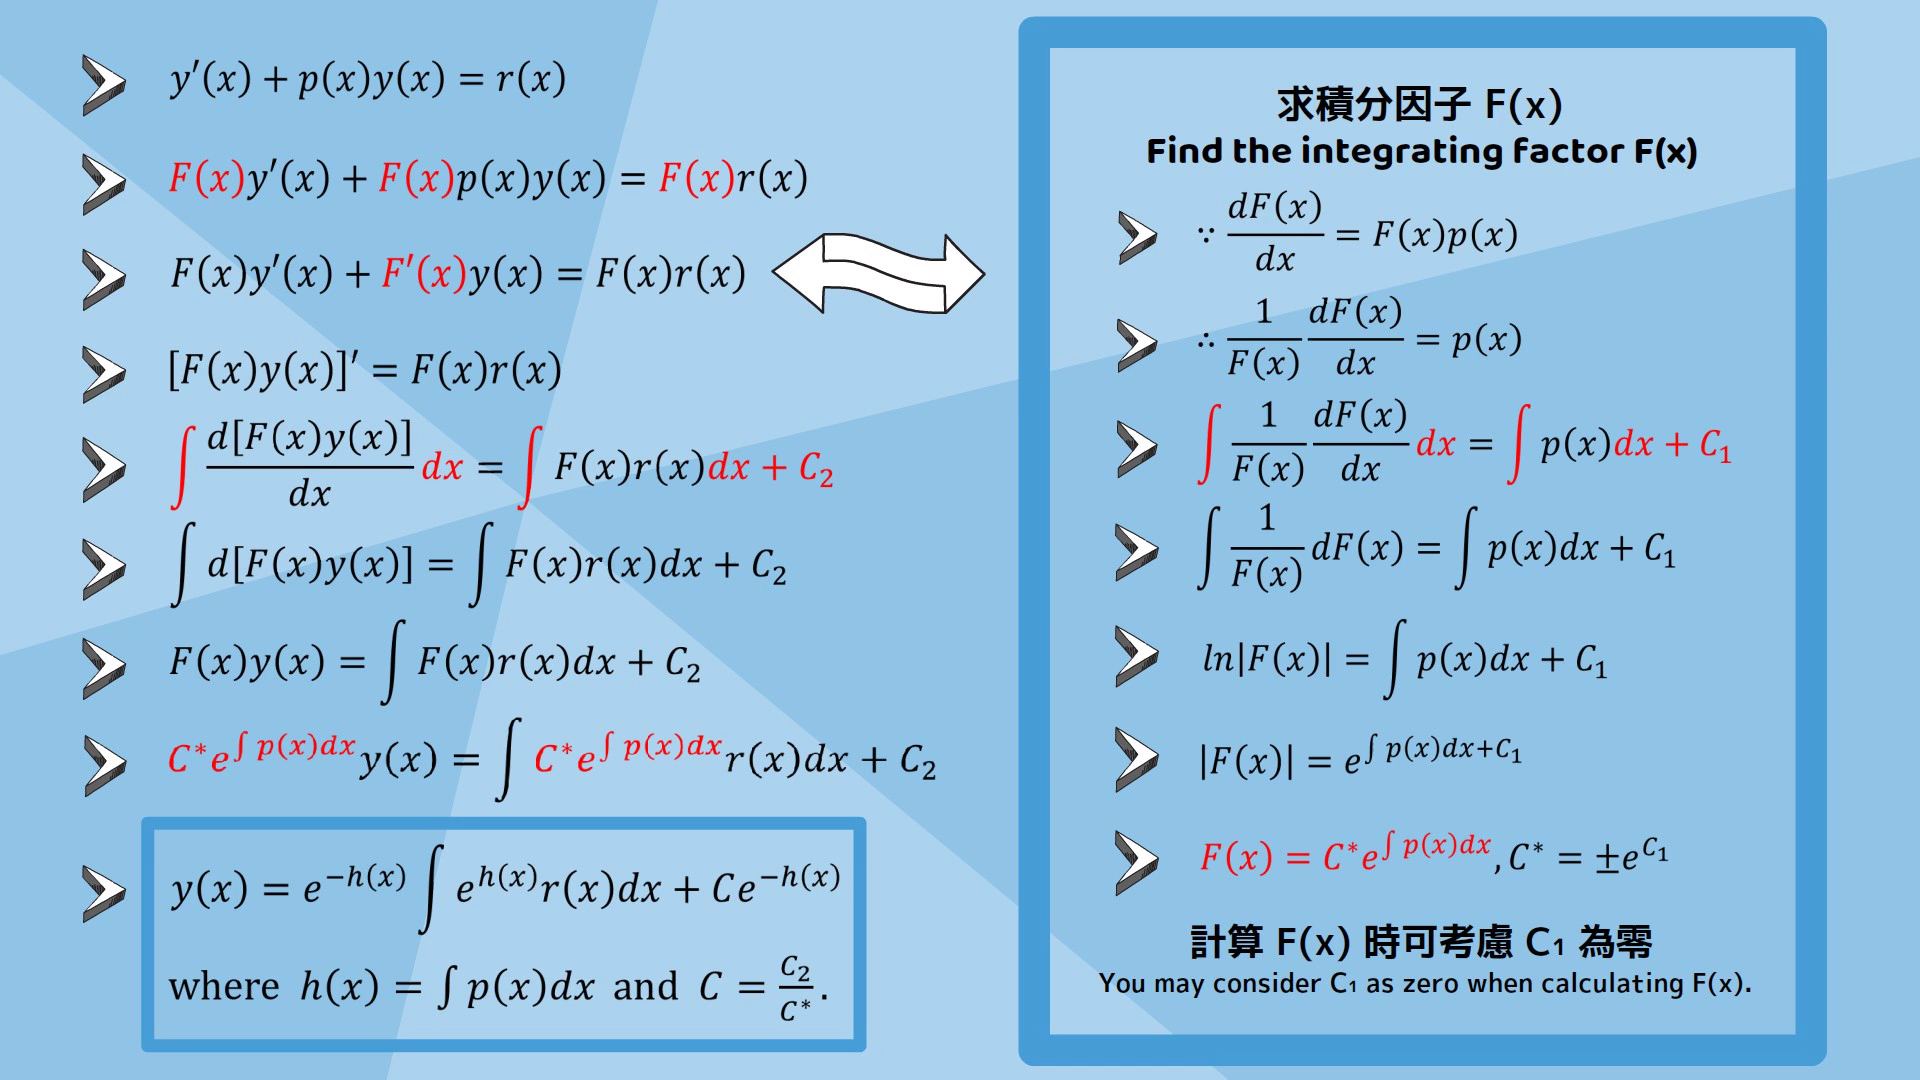 y′(x) + p(x)y(x) = r(x)
F(x)y′(x) + F(x)p(x)y(x) = F(x)r(x)
F(x)y′(x) + F′(x)y(x) = F(x)r(x)
[F(x)y(x)]′ = F(x)r(x)
∫ d[F(x)y(x)]/dx dx = ∫ F(x)r(x)dx + C₂
∫ d[F(x)y(x)] = ∫ F(x)r(x)dx + C₂
F(x)y(x) = ∫ F(x)r(x)dx + C₂
C*e^{∫ p(x)dx}y(x) = ∫ C*e^{∫ p(x)dx}r(x)dx + C₂
y(x) = e^{−h(x)} ∫ e^{h(x)}r(x)dx + Ce^{−h(x)}
where h(x) = ∫ p(x)dx and C = C₂/C*.
求積分因子 F(x)
Find the integrating factor F(x)
∵ dF(x)/dx = F(x)p(x)
∴ 1/F(x) dF(x)/dx = p(x)
∫ 1/F(x) dF(x)/dx dx = ∫ p(x)dx + C₁
∫ 1/F(x) dF(x) = ∫ p(x)dx + C₁
ln|F(x)| = ∫ p(x)dx + C₁
|F(x)| = e^{∫ p(x)dx+C₁}
F(x) = C*e^{∫ p(x)dx}, C* = ±e^{C₁}
計算 F(x) 時可考慮 C₁ 為零
You may consider C₁ as zero when calculating F(x).